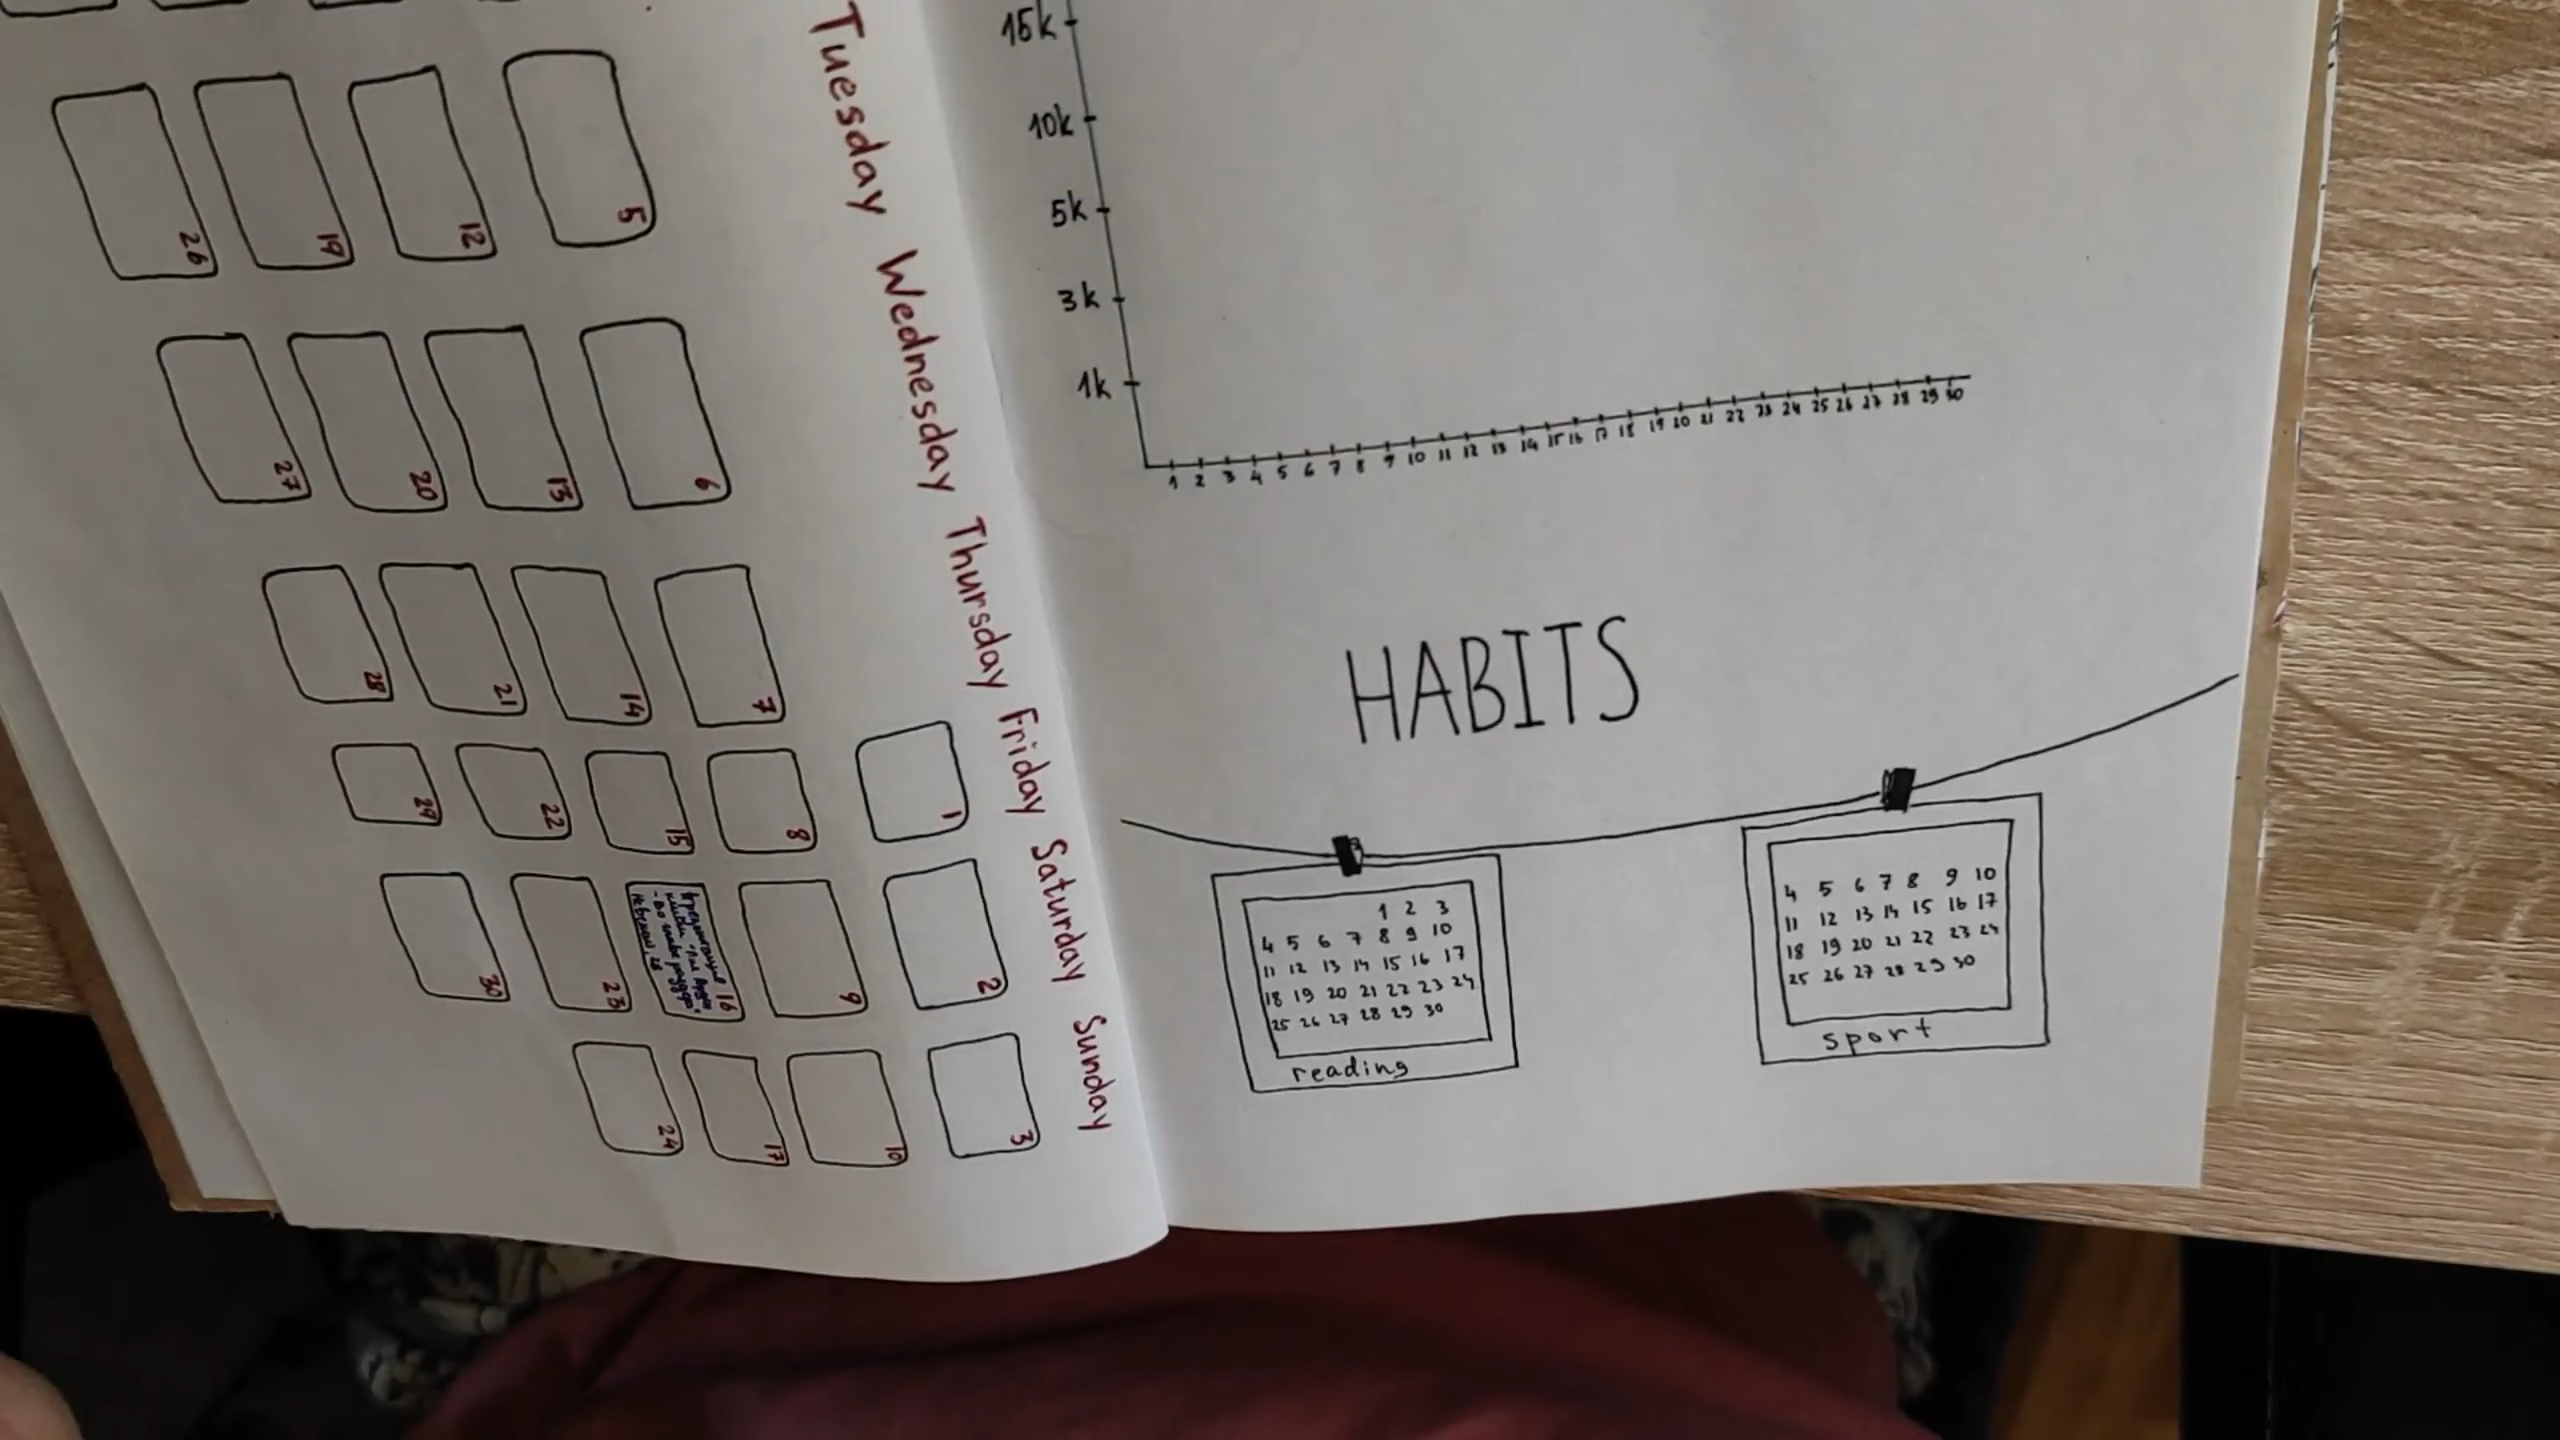 Tuesday Wednesday Thursday Friday Saturday Sunday
1 2 3
5 6 7 8 9 10
12 13 14 15 16 17
19 20 21 22 23 24
26 27 28 29 30
15k
10k
5k
3k
1k
1 2 3 4 5 6 7 8 9 10 11 12 13 14 15 16 17 18 19 20 21 22 23 24 25 26 27 28 29 30
HABITS
1 2 3
4 5 6 7 8 9 10
11 12 13 14 15 16 17
18 19 20 21 22 23 24
25 26 27 28 29 30
reading
4 5 6 7 8 9 10
11 12 13 14 15 16 17
18 19 20 21 22 23 24
25 26 27 28 29 30
sport